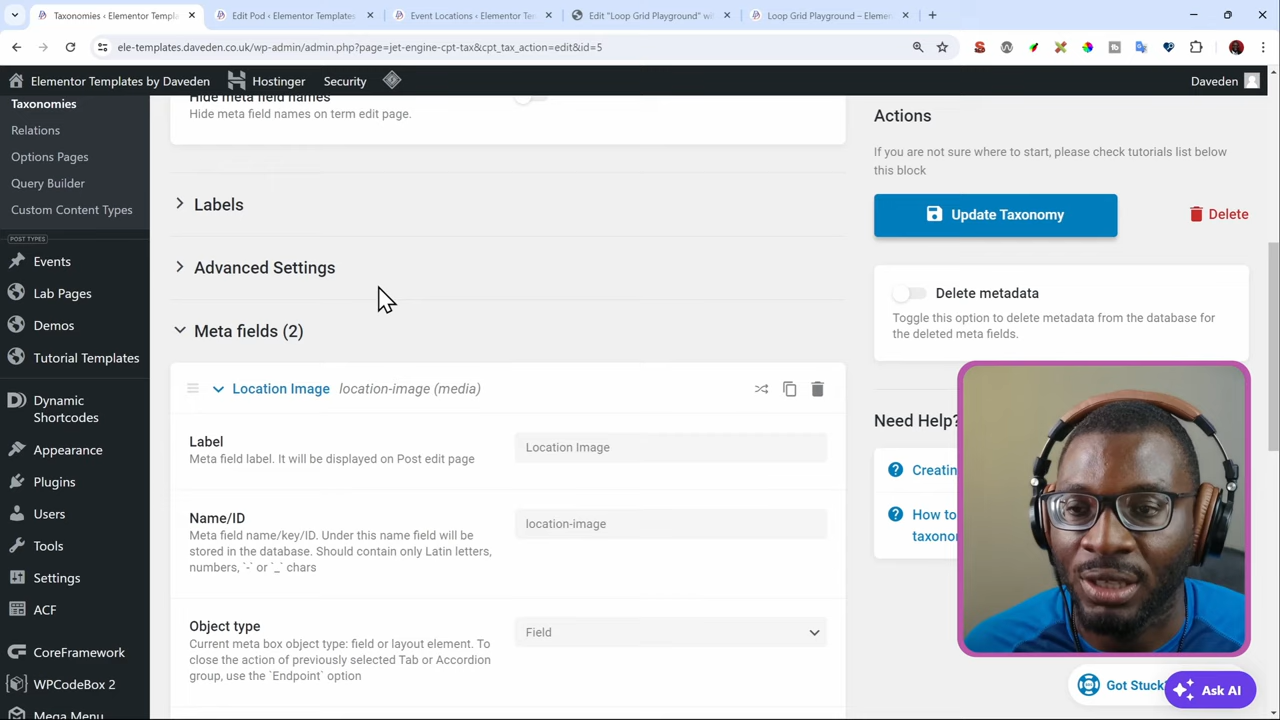 Taxonomies ‹ Elementor Templates
Edit Pod ‹ Elementor Templates
Event Locations ‹ Elementor Tem
Edit "Loop Grid Playground" wi
Loop Grid Playground – Elemen
ele-templates.daveden.co.uk/wp-admin/admin.php?page=jet-engine-cpt-tax&cpt_tax_action=edit&id=5
Elementor Templates by Daveden
Hostinger
Security
Daveden
Taxonomies
Relations
Options Pages
Query Builder
Custom Content Types
POST TYPES
Events
Lab Pages
Demos
Tutorial Templates
Dynamic
Shortcodes
Appearance
Plugins
Users
Tools
Settings
ACF
CoreFramework
WPCodeBox 2
Mega Menu
Hide meta field names
Hide meta field names on term edit page.
Labels
Advanced Settings
Meta fields (2)
Location Image location-image (media)
Label
Meta field label. It will be displayed on Post edit page
Location Image
Name/ID
Meta field name/key/ID. Under this name field will be
stored in the database. Should contain only Latin letters,
numbers, `-` or `_` chars
location-image
Object type
Current meta box object type: field or layout element. To
close the action of previously selected Tab or Accordion
group, use the `Endpoint` option
Field
Actions
If you are not sure where to start, please check tutorials list below
this block
Update Taxonomy
Delete
Delete metadata
Toggle this option to delete metadata from the database for
the deleted meta fields.
Need Help?
Creatin
How to
taxonom
Got Stuck?
Ask AI